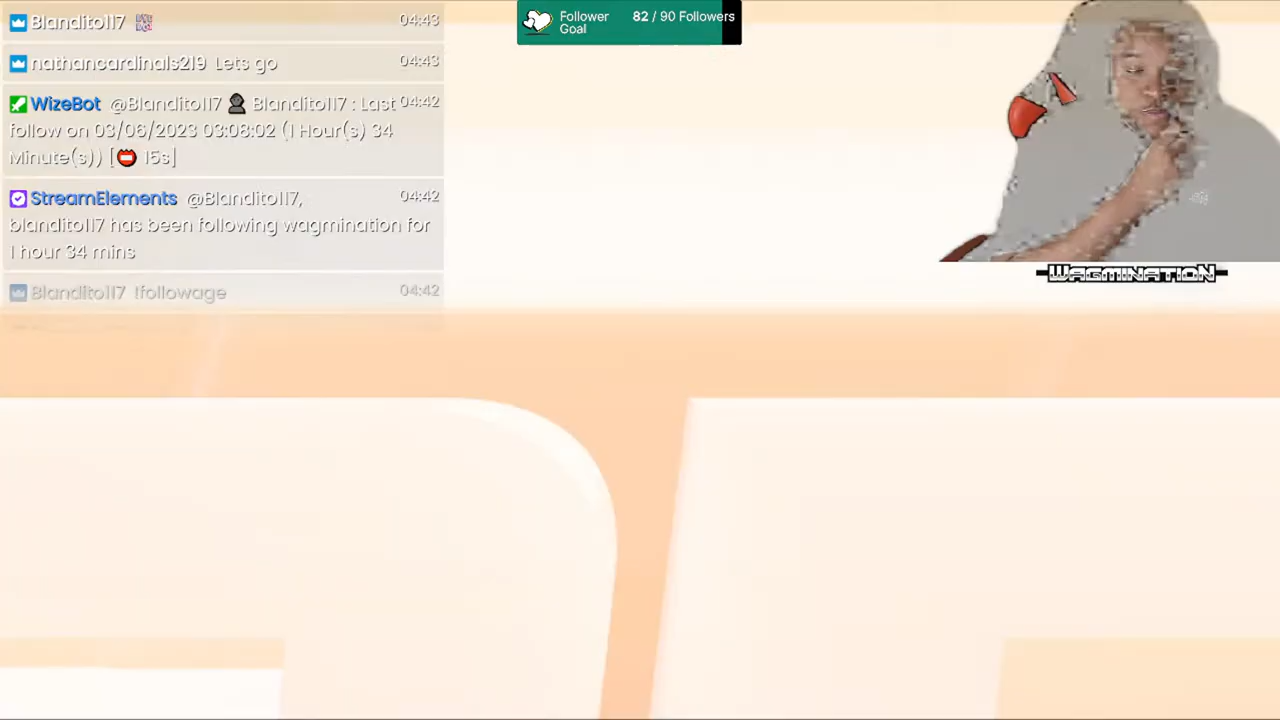 Blandito117 04:43
nathancardinals219 Lets go 04:43
WizeBot @Blandito117 Blandito117 : Last 04:42
follow on 03/06/2023 03:08:02 (1 Hour(s) 34
Minute(s)) [ 15s]
StreamElements @Blandito117, 04:42
blandito117 has been following wagmination for
1 hour 34 mins
Blandito117 !followage 04:42
Follower 82 / 90 Followers
Goal
WAGMINATION